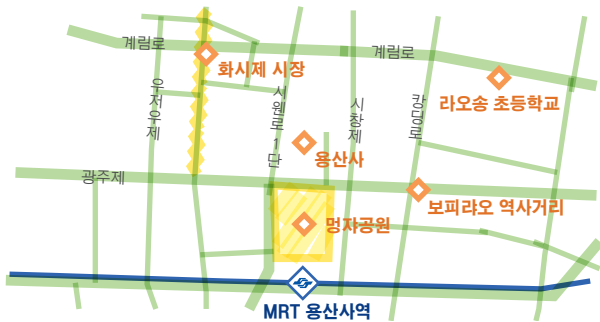 계림로
계림로
화시제 시장
라오송 초등학교
우저우제
시웬로 1단
시창제
캉딩로
용산사
광주제
보피랴오 역사거리
멍자공원
MRT 용산사역